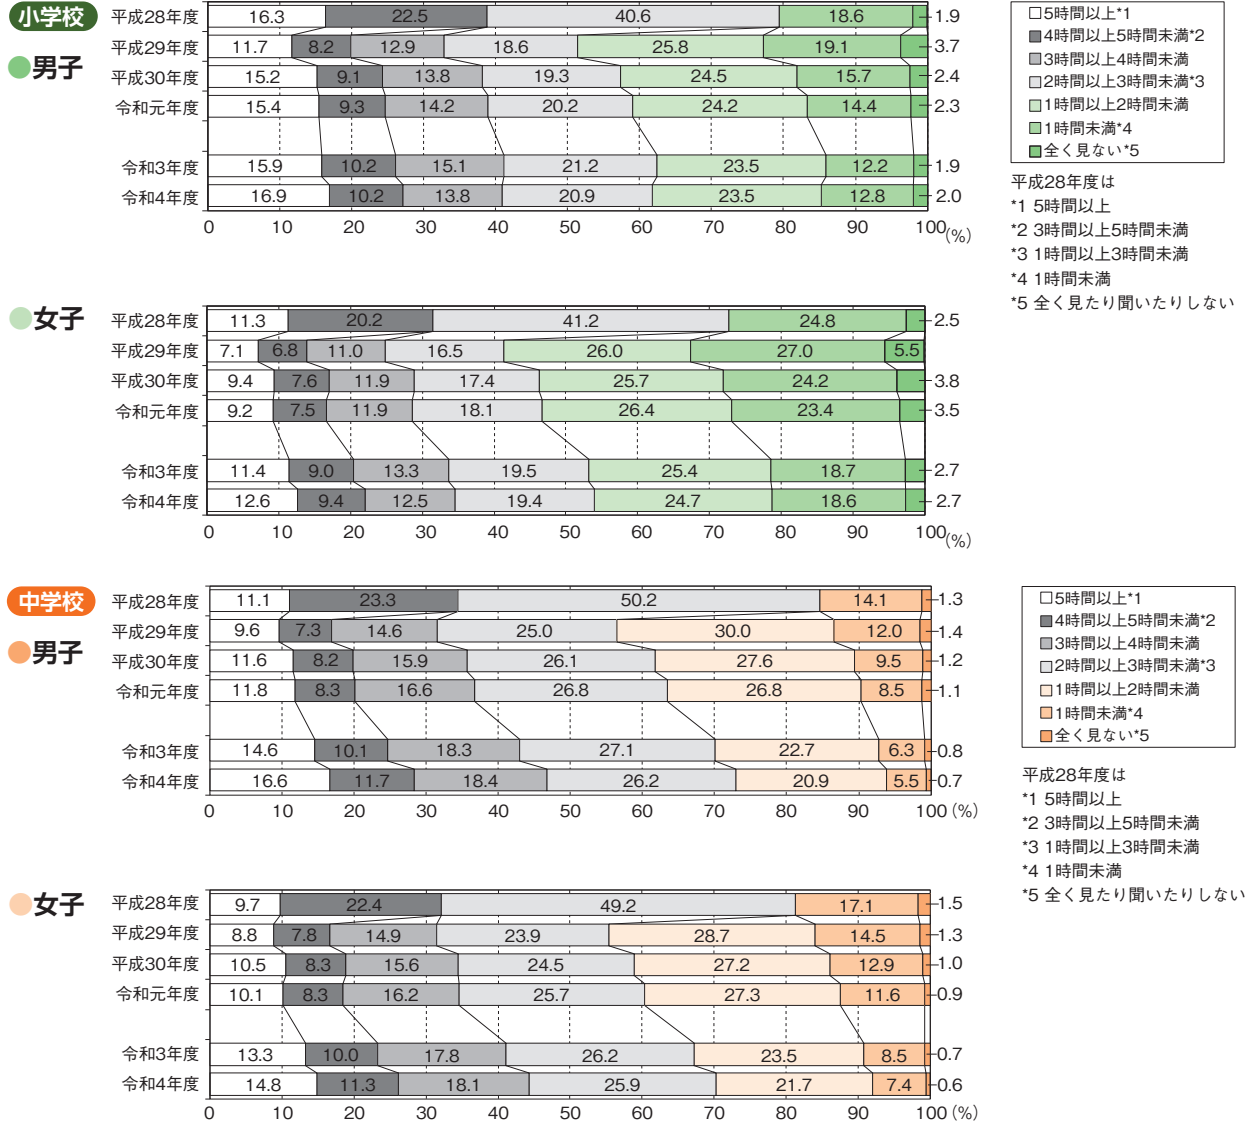 小学校
男子
平成28年度 16.3 22.5 40.6 18.6 1.9
平成29年度 11.7 8.2 12.9 18.6 25.8 19.1 3.7
平成30年度 15.2 9.1 13.8 19.3 24.5 15.7 2.4
令和元年度 15.4 9.3 14.2 20.2 24.2 14.4 2.3
令和3年度 15.9 10.2 15.1 21.2 23.5 12.2 1.9
令和4年度 16.9 10.2 13.8 20.9 23.5 12.8 2.0
0 10 20 30 40 50 60 70 80 90 100(%)
5時間以上*1
4時間以上5時間未満*2
3時間以上4時間未満
2時間以上3時間未満*3
1時間以上2時間未満
1時間未満*4
全く見ない*5
平成28年度は
*1 5時間以上
*2 3時間以上5時間未満
*3 1時間以上3時間未満
*4 1時間未満
*5 全く見たり聞いたりしない
女子
平成28年度 11.3 20.2 41.2 24.8 2.5
平成29年度 7.1 6.8 11.0 16.5 26.0 27.0 5.5
平成30年度 9.4 7.6 11.9 17.4 25.7 24.2 3.8
令和元年度 9.2 7.5 11.9 18.1 26.4 23.4 3.5
令和3年度 11.4 9.0 13.3 19.5 25.4 18.7 2.7
令和4年度 12.6 9.4 12.5 19.4 24.7 18.6 2.7
0 10 20 30 40 50 60 70 80 90 100(%)
中学校
男子
平成28年度 11.1 23.3 50.2 14.1 1.3
平成29年度 9.6 7.3 14.6 25.0 30.0 12.0 1.4
平成30年度 11.6 8.2 15.9 26.1 27.6 9.5 1.2
令和元年度 11.8 8.3 16.6 26.8 26.8 8.5 1.1
令和3年度 14.6 10.1 18.3 27.1 22.7 6.3 0.8
令和4年度 16.6 11.7 18.4 26.2 20.9 5.5 0.7
0 10 20 30 40 50 60 70 80 90 100(%)
5時間以上*1
4時間以上5時間未満*2
3時間以上4時間未満
2時間以上3時間未満*3
1時間以上2時間未満
1時間未満*4
全く見ない*5
平成28年度は
*1 5時間以上
*2 3時間以上5時間未満
*3 1時間以上3時間未満
*4 1時間未満
*5 全く見たり聞いたりしない
女子
平成28年度 9.7 22.4 49.2 17.1 1.5
平成29年度 8.8 7.8 14.9 23.9 28.7 14.5 1.3
平成30年度 10.5 8.3 15.6 24.5 27.2 12.9 1.0
令和元年度 10.1 8.3 16.2 25.7 27.3 11.6 0.9
令和3年度 13.3 10.0 17.8 26.2 23.5 8.5 0.7
令和4年度 14.8 11.3 18.1 25.9 21.7 7.4 0.6
0 10 20 30 40 50 60 70 80 90 100(%)